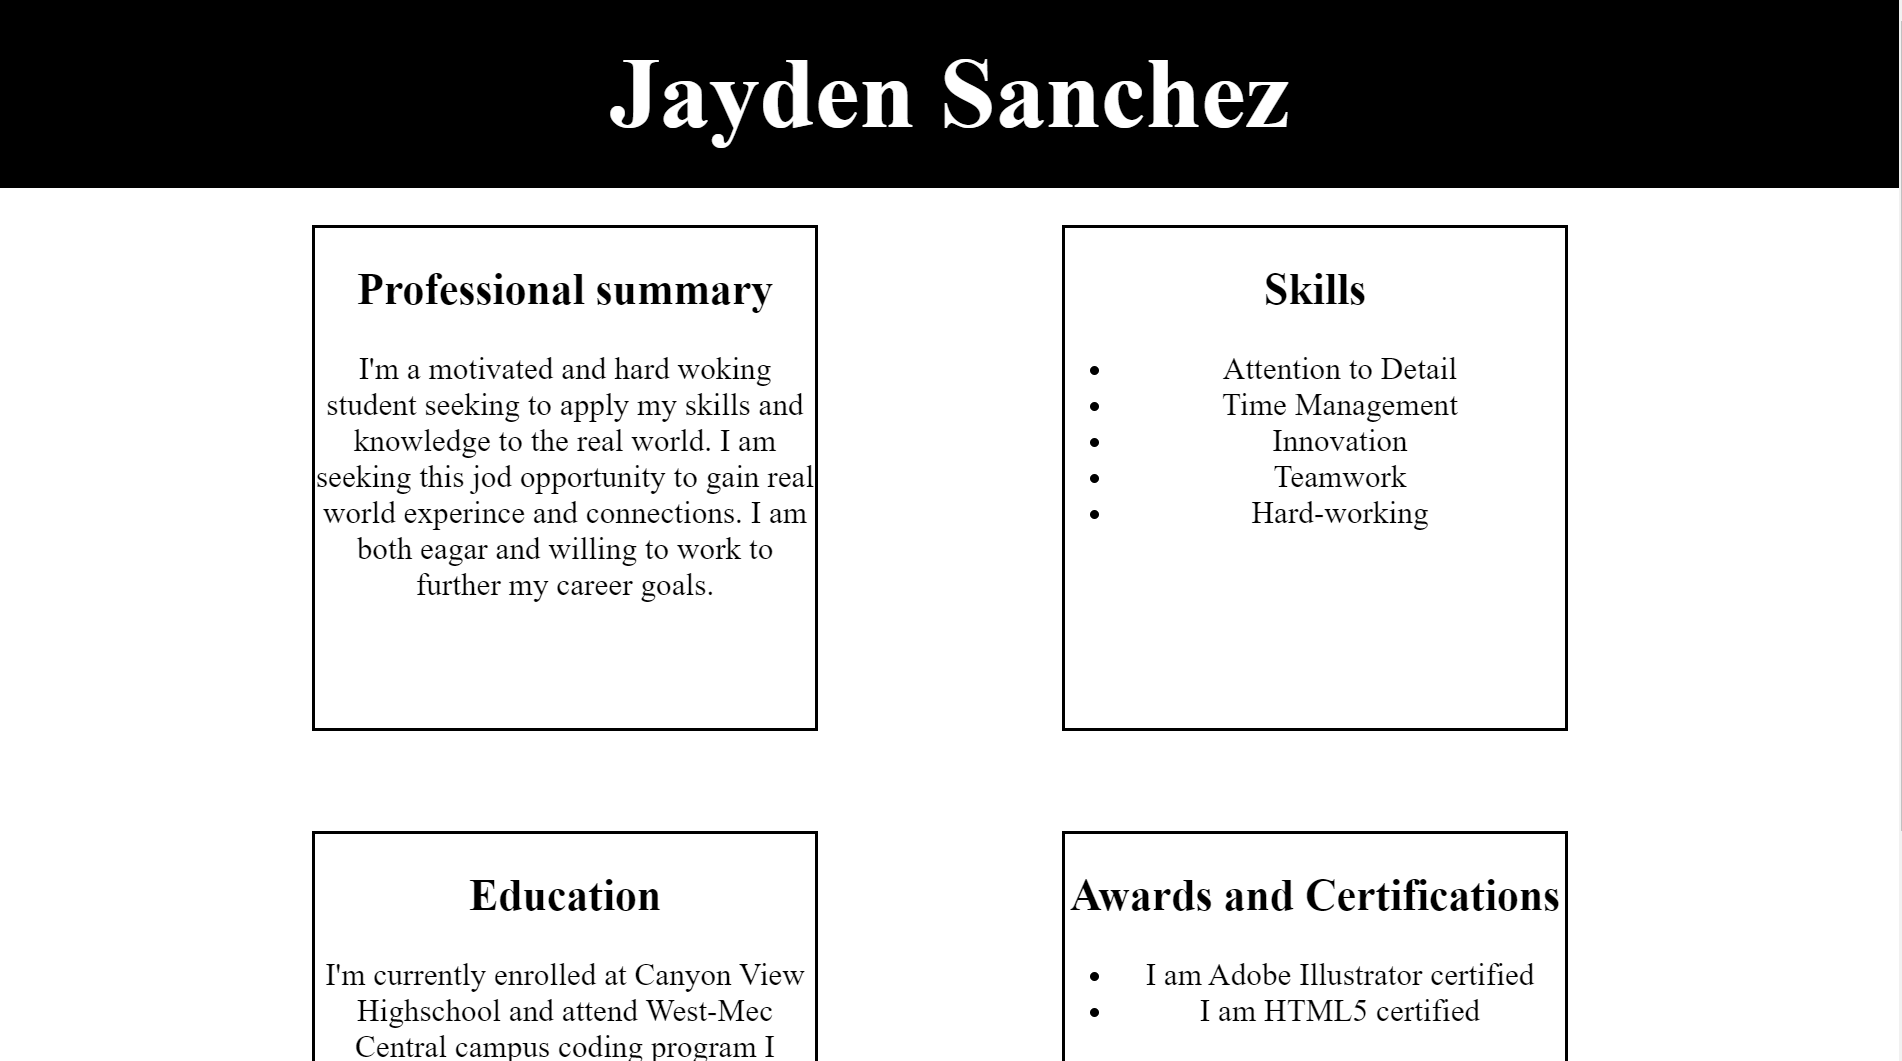 Jayden Sanchez
Professional summary
I'm a motivated and hard woking
student seeking to apply my skills and
knowledge to the real world. I am
seeking this jod opportunity to gain real
world experince and connections. I am
both eagar and willing to work to
further my career goals.
Skills
• Attention to Detail
• Time Management
• Innovation
• Teamwork
• Hard-working
Education
I'm currently enrolled at Canyon View
Highschool and attend West-Mec
Central campus coding program I
Awards and Certifications
• I am Adobe Illustrator certified
• I am HTML5 certified